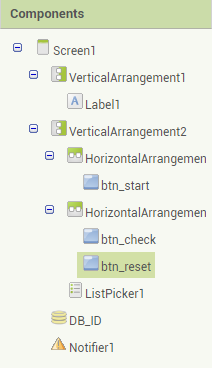 Components
Screen1
VerticalArrangement1
Label1
VerticalArrangement2
HorizontalArrangemen
btn_start
HorizontalArrangemen
btn_check
btn_reset
ListPicker1
DB_ID
Notifier1